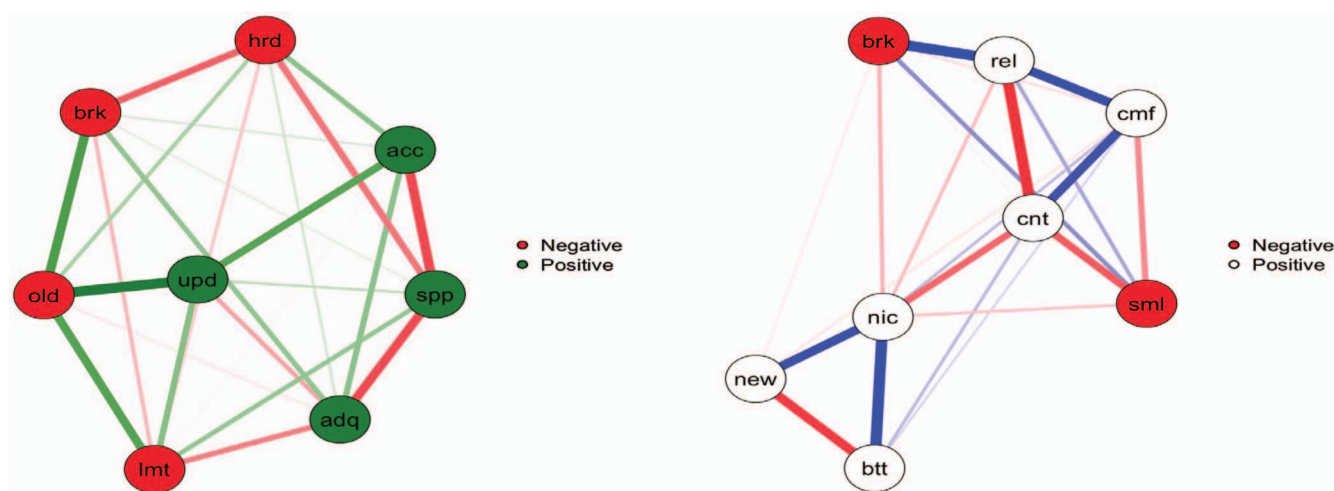 hrd
brk
acc
upd
old
spp
adq
lmt
Negative
Positive
brk
rel
cmf
cnt
sml
nic
new
btt
Negative
Positive